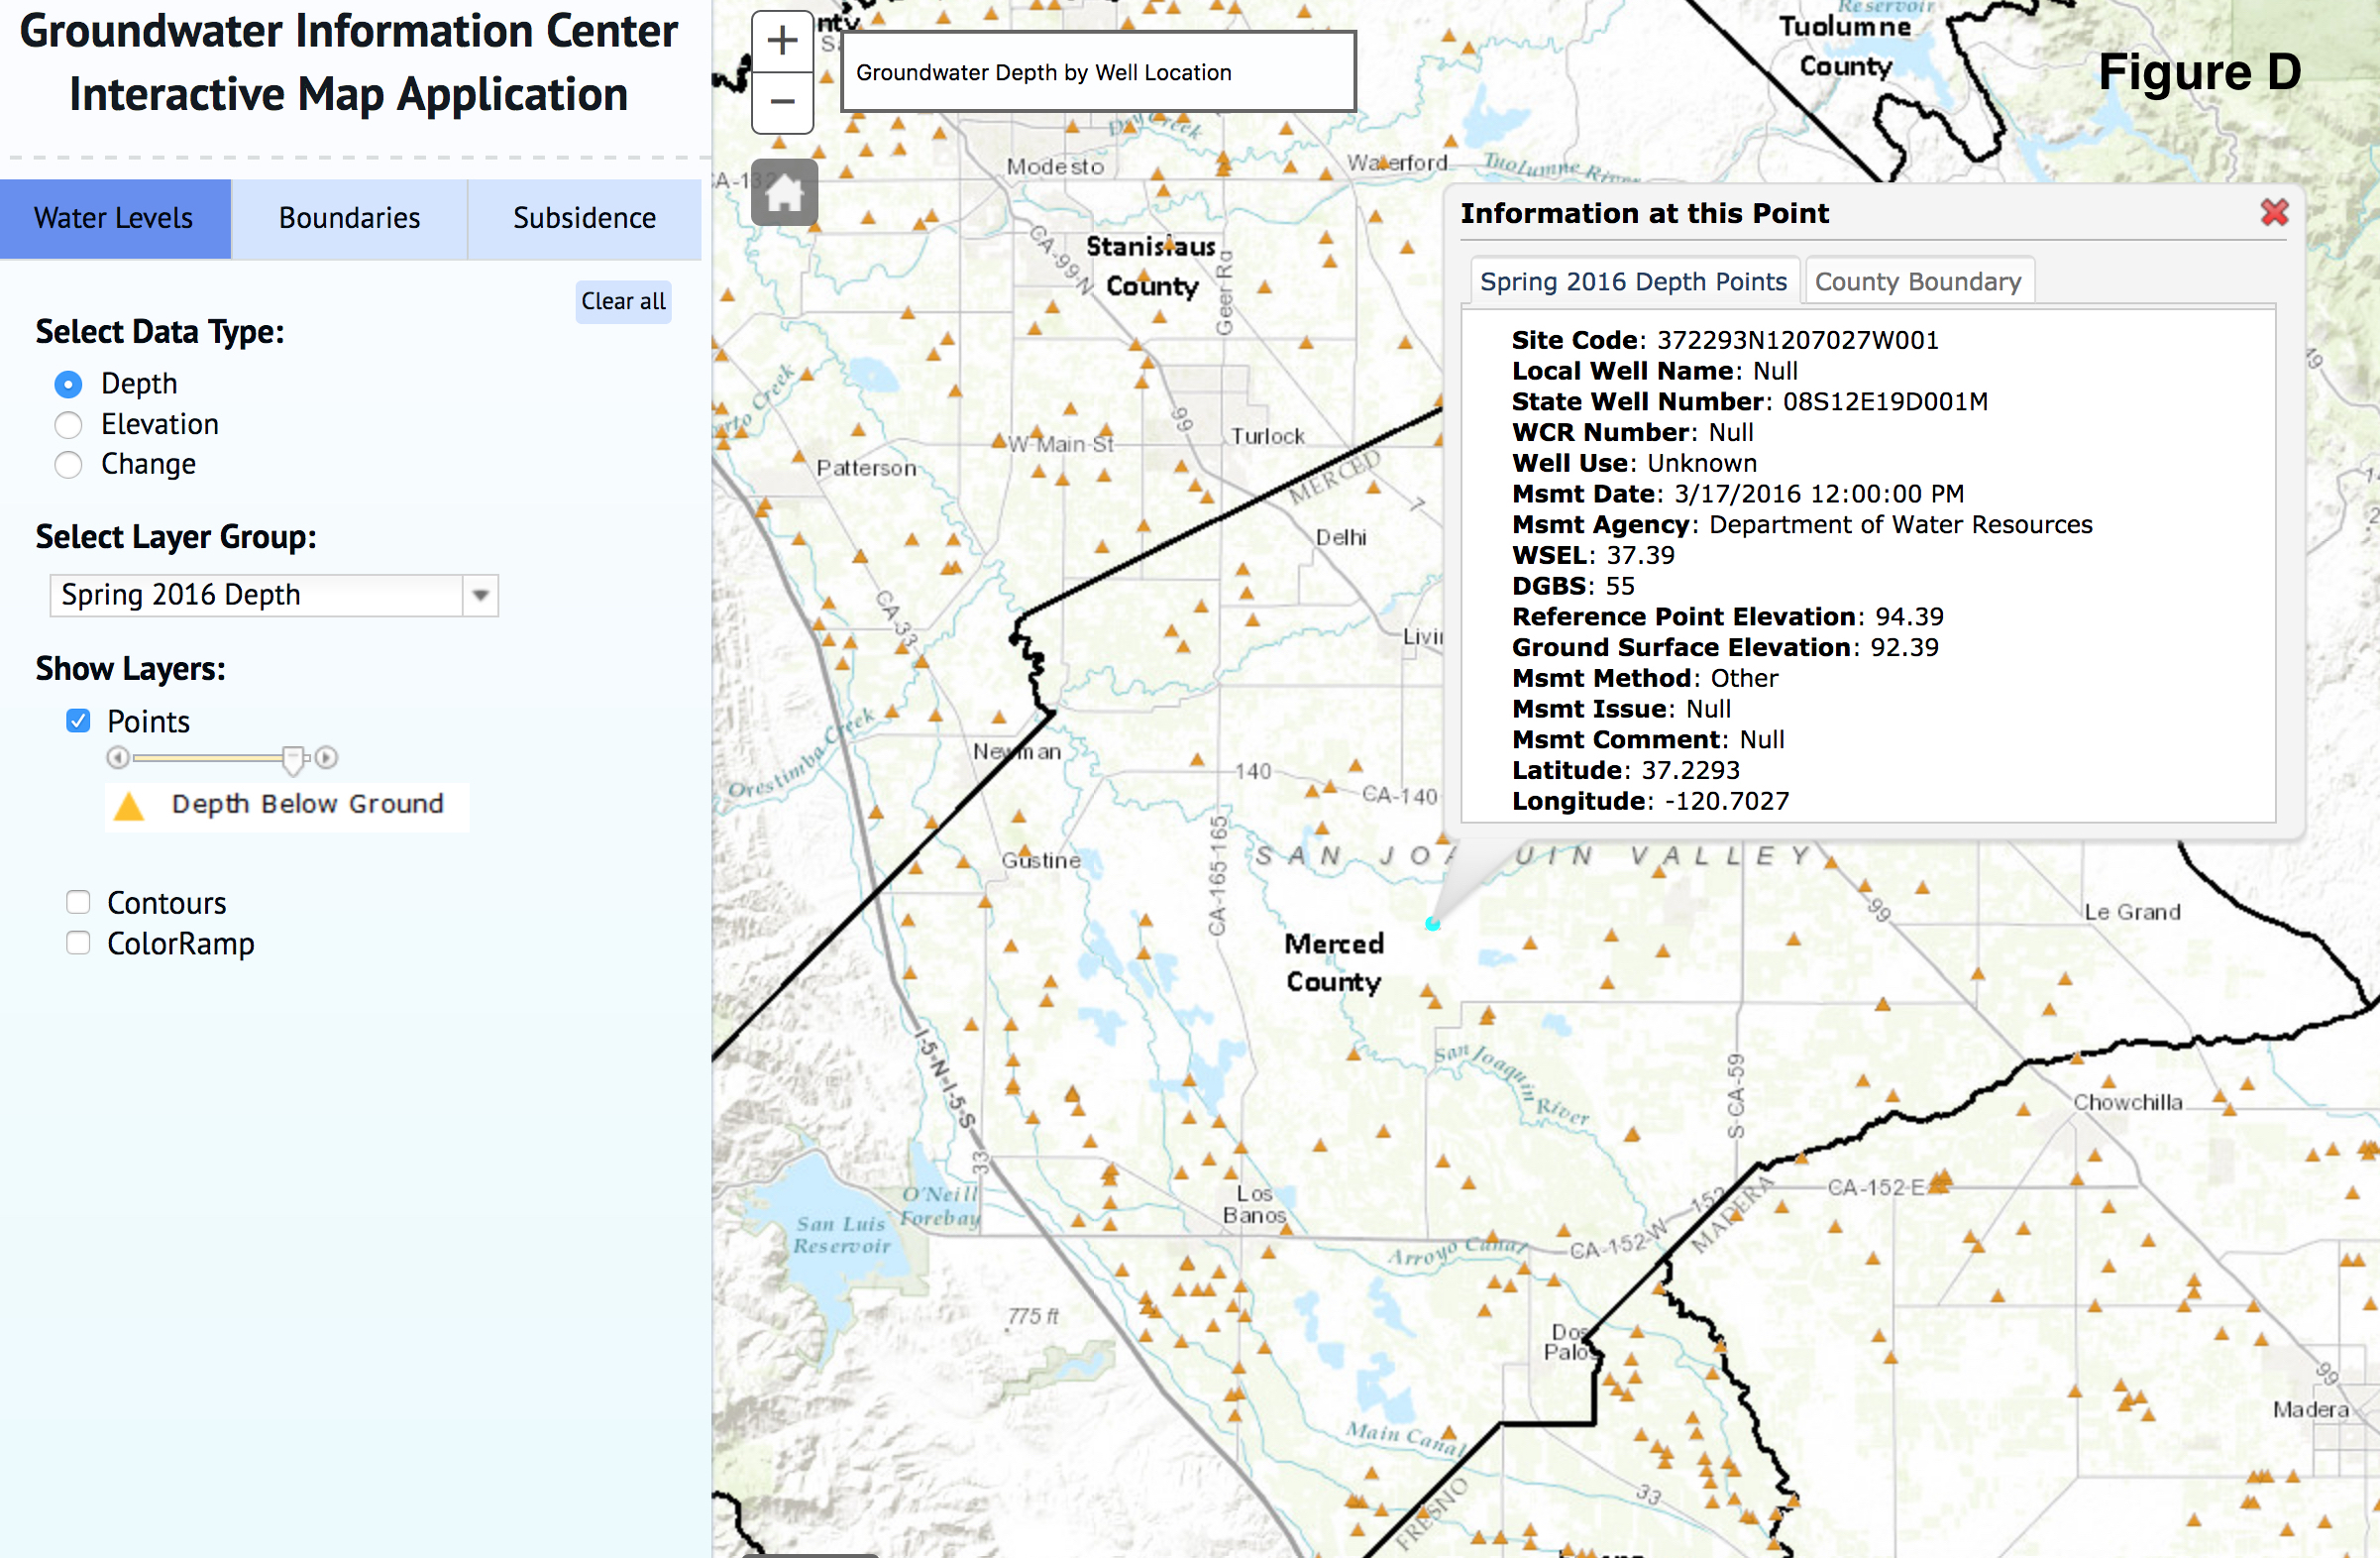 Groundwater Information Center
Interactive Map Application
Water Levels
Boundaries
Subsidence
Clear all
Select Data Type:
Depth
Elevation
Change
Select Layer Group:
Spring 2016 Depth
Show Layers:
Points
Depth Below Ground
Contours
ColorRamp
+
−
Groundwater Depth by Well Location
Figure D
Reservoir
Tuolumne
County
Dry Creek
Modesto
Waterford
Tuolumne River
Stanislaus
County
CA-99-N
Geer Rd
99
W-Main-St
Turlock
Patterson
MERCED
7
Delhi
CA-33
Newman
Orestimba Creek
140
CA-140
Gustine
CA-165-165
Merced
County
99
Le Grand
I-5-N-I-5-S
San Joaquin River
S-CA-59
Chowchilla
33
O'Neill
Forebay
San Luis
Reservoir
Los
Banos
CA-152-E
152
MADERA
CA-152-W
Arroyo Canal
775 ft
Dos
Palos
99
Madera
Main Canal
33
FRESNO
Information at this Point
Spring 2016 Depth Points
County Boundary
Site Code: 372293N1207027W001
Local Well Name: Null
State Well Number: 08S12E19D001M
WCR Number: Null
Well Use: Unknown
Msmt Date: 3/17/2016 12:00:00 PM
Msmt Agency: Department of Water Resources
WSEL: 37.39
DGBS: 55
Reference Point Elevation: 94.39
Ground Surface Elevation: 92.39
Msmt Method: Other
Msmt Issue: Null
Msmt Comment: Null
Latitude: 37.2293
Longitude: -120.7027